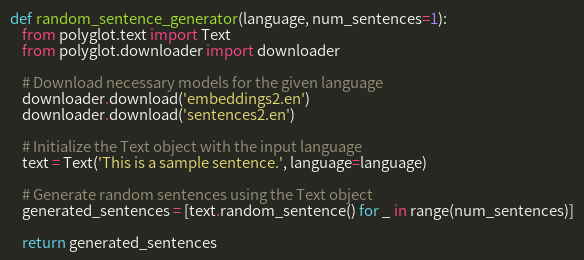 def random_sentence_generator(language, num_sentences=1):
from polyglot.text import Text
from polyglot.downloader import downloader
# Download necessary models for the given language
downloader.download('embeddings2.en')
downloader.download('sentences2.en')
# Initialize the Text object with the input language
text = Text('This is a sample sentence.', language=language)
# Generate random sentences using the Text object
generated_sentences = [text.random_sentence() for _ in range(num_sentences)]
return generated_sentences